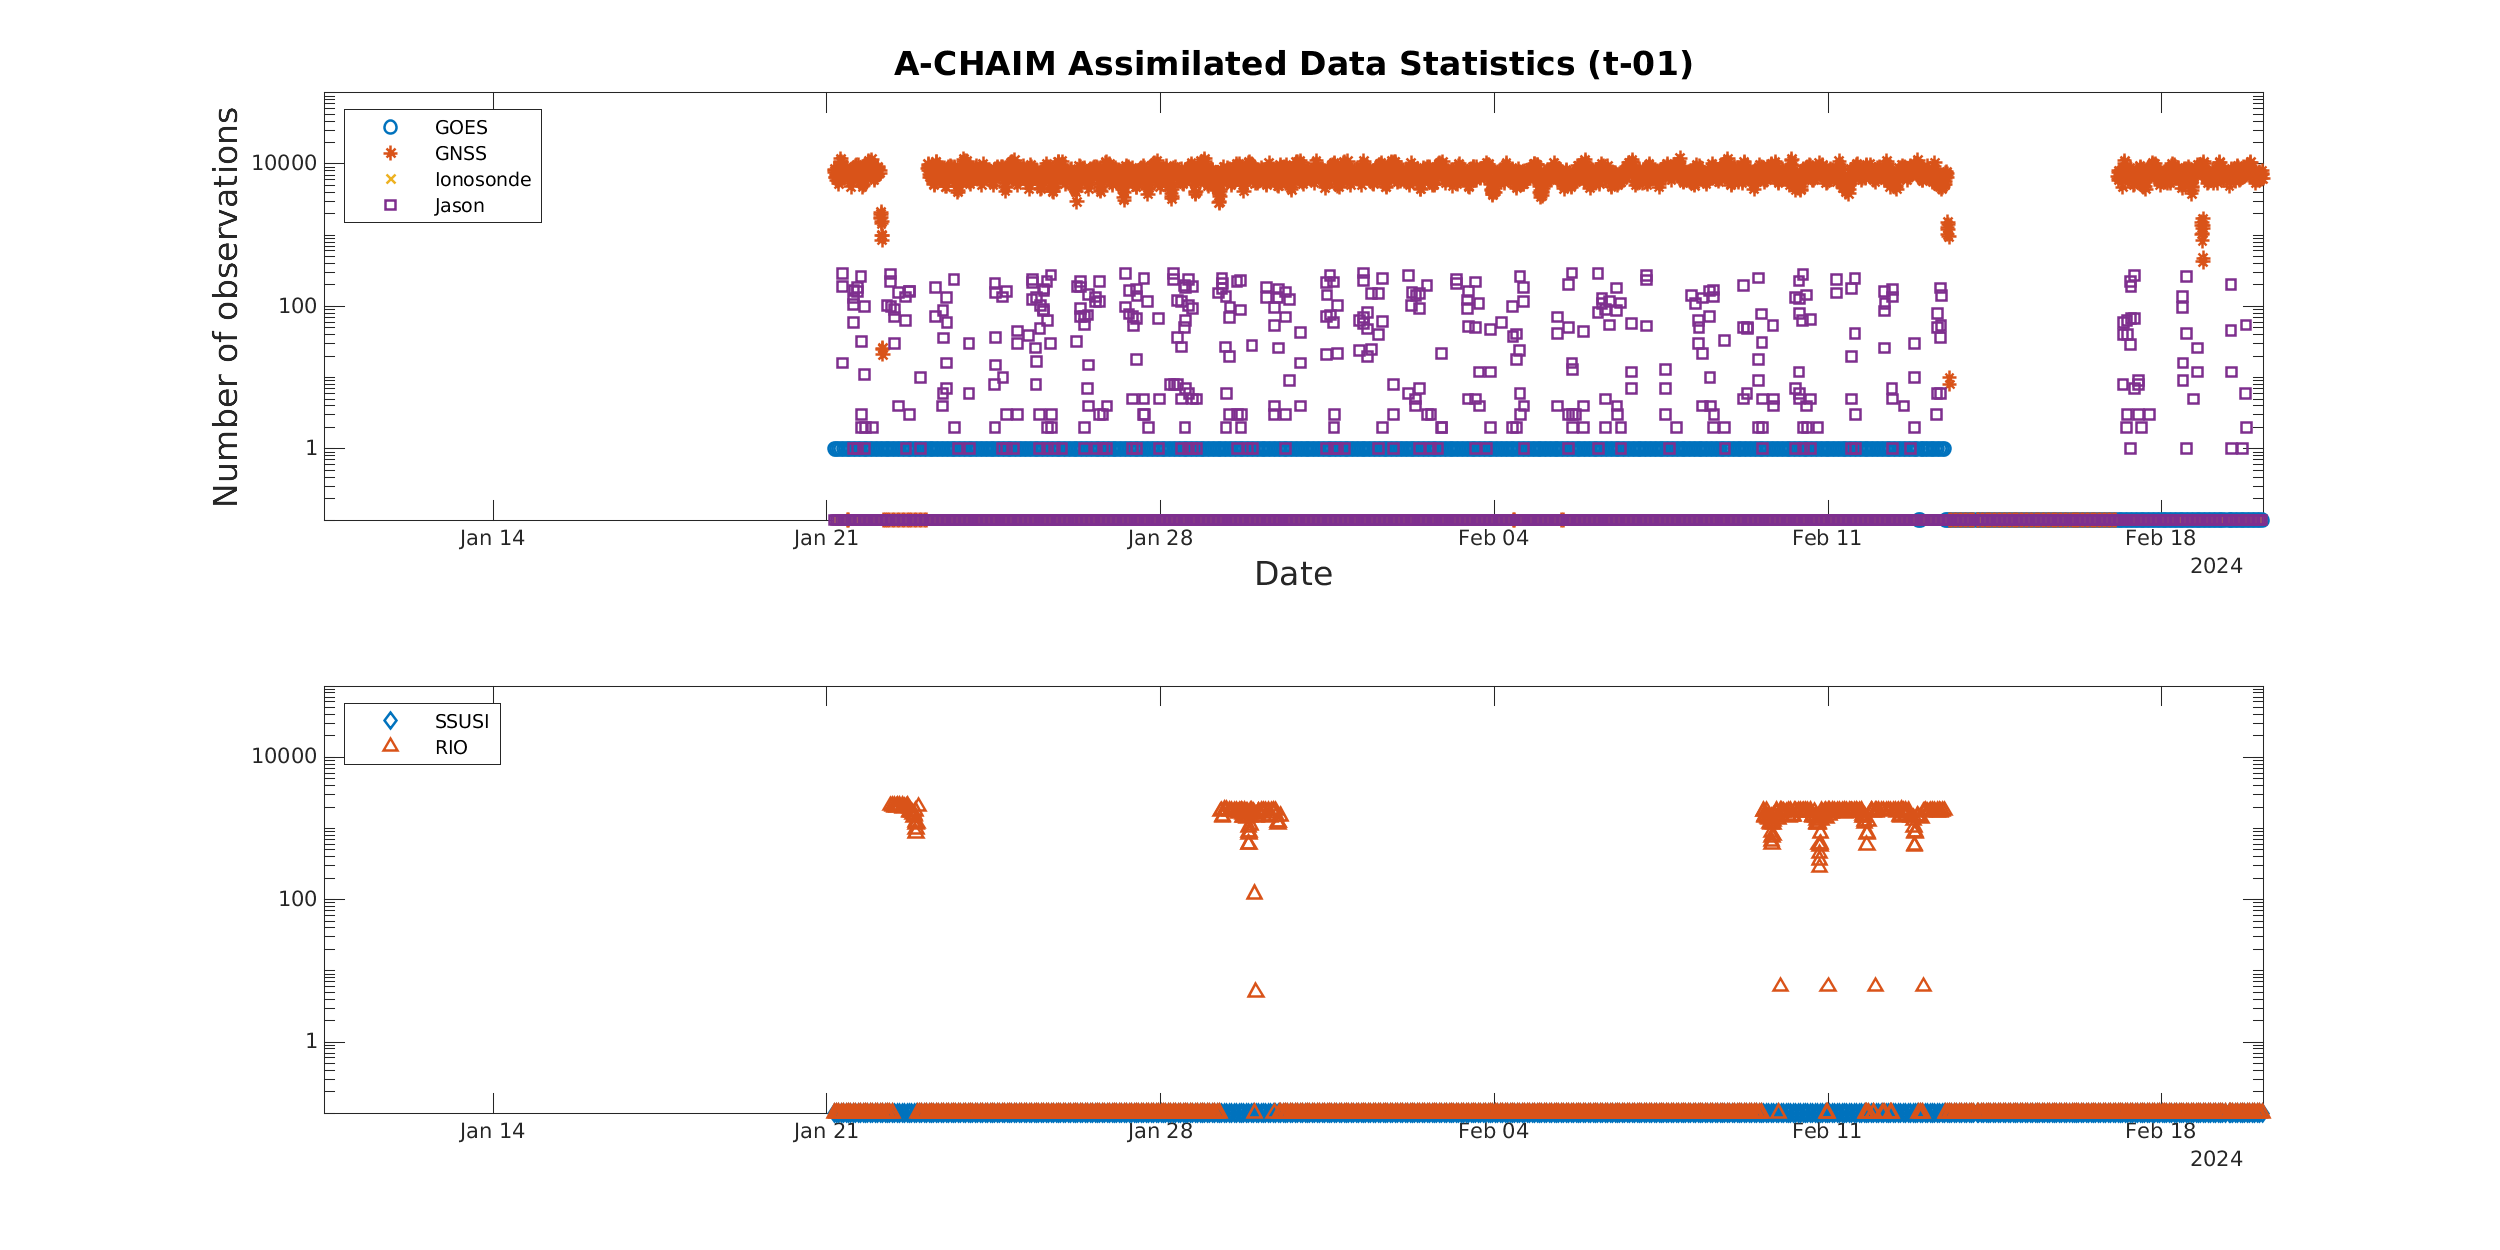 A-CHAIM Assimilated Data Statistics (t-01)
Number of observations
10000
100
1
GOES
GNSS
Ionosonde
Jason
Jan 14 Jan 21 Jan 28 Feb 04 Feb 11 Feb 18
2024
Date
10000
100
1
SSUSI
RIO
Jan 14 Jan 21 Jan 28 Feb 04 Feb 11 Feb 18
2024